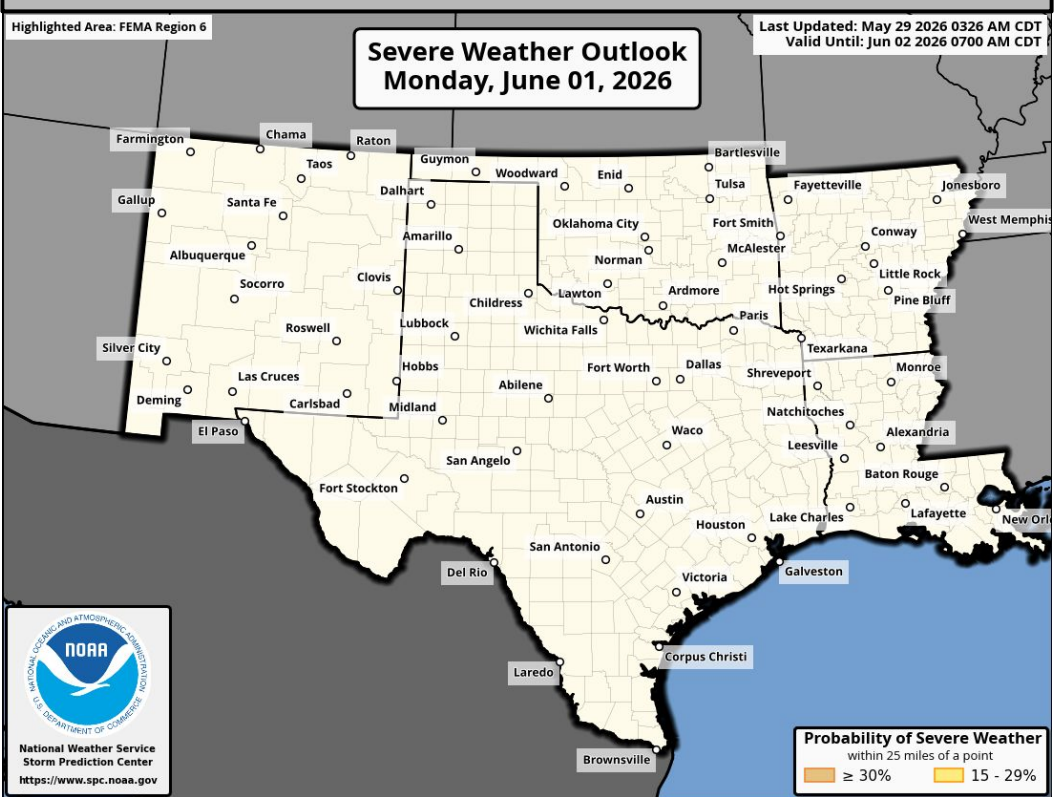 Highlighted Area: FEMA Region 6
Severe Weather Outlook
Monday, June 01, 2026
Last Updated: May 29 2026 0326 AM CDT
Valid Until: Jun 02 2026 0700 AM CDT
Farmington
Chama
Raton
Taos
Guymon
Woodward
Enid
Bartlesville
Tulsa
Fayetteville
Jonesboro
Gallup
Santa Fe
Dalhart
Oklahoma City
Fort Smith
West Memphis
Albuquerque
Amarillo
Norman
McAlester
Conway
Little Rock
Socorro
Clovis
Childress
Lawton
Ardmore
Hot Springs
Pine Bluff
Roswell
Lubbock
Wichita Falls
Paris
Texarkana
Silver City
Las Cruces
Hobbs
Abilene
Fort Worth
Dallas
Shreveport
Monroe
Deming
Carlsbad
Midland
Natchitoches
El Paso
Waco
Leesville
Alexandria
San Angelo
Fort Stockton
Baton Rouge
Austin
Houston
Lake Charles
Lafayette
New Orl
San Antonio
Del Rio
Victoria
Galveston
Laredo
Corpus Christi
Brownsville
NATIONAL OCEANIC AND ATMOSPHERIC ADMINISTRATION
NOAA
U.S. DEPARTMENT OF COMMERCE
National Weather Service
Storm Prediction Center
https://www.spc.noaa.gov
Probability of Severe Weather
within 25 miles of a point
≥ 30%
15 - 29%